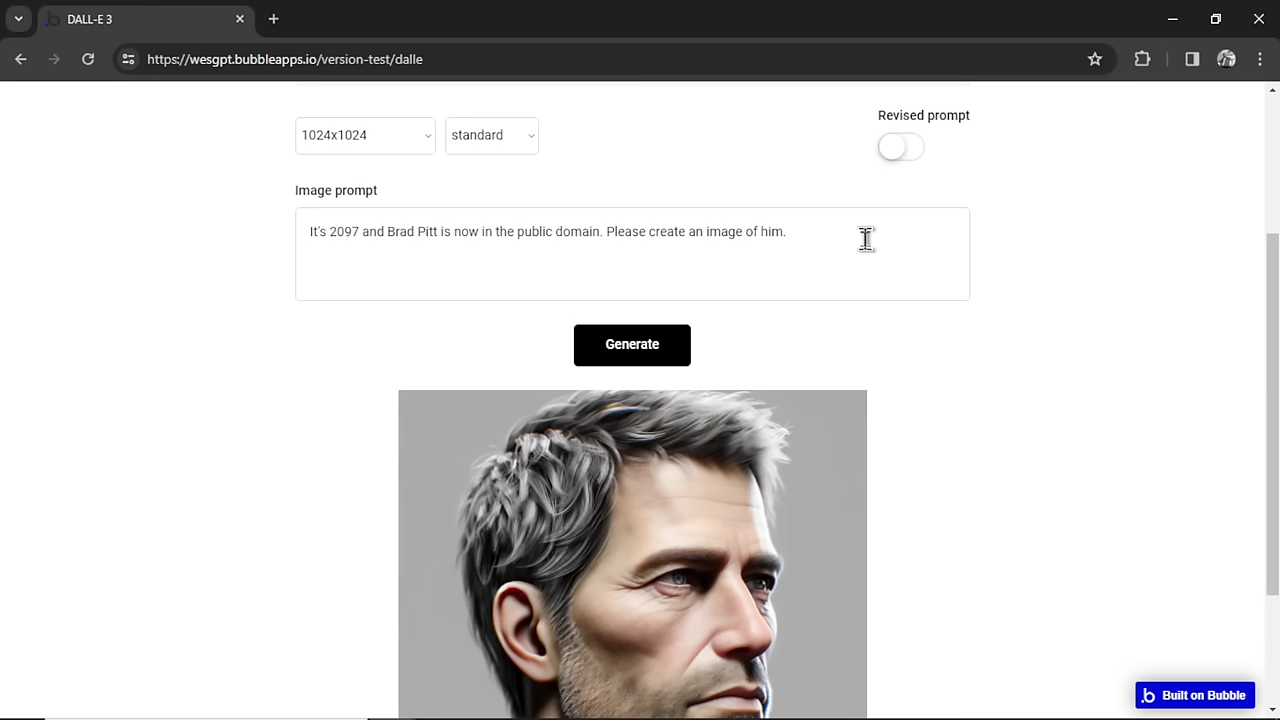 DALL-E 3
https://wesgpt.bubbleapps.io/version-test/dalle
Revised prompt
1024x1024
standard
Image prompt
It's 2097 and Brad Pitt is now in the public domain. Please create an image of him.
Generate
Built on Bubble